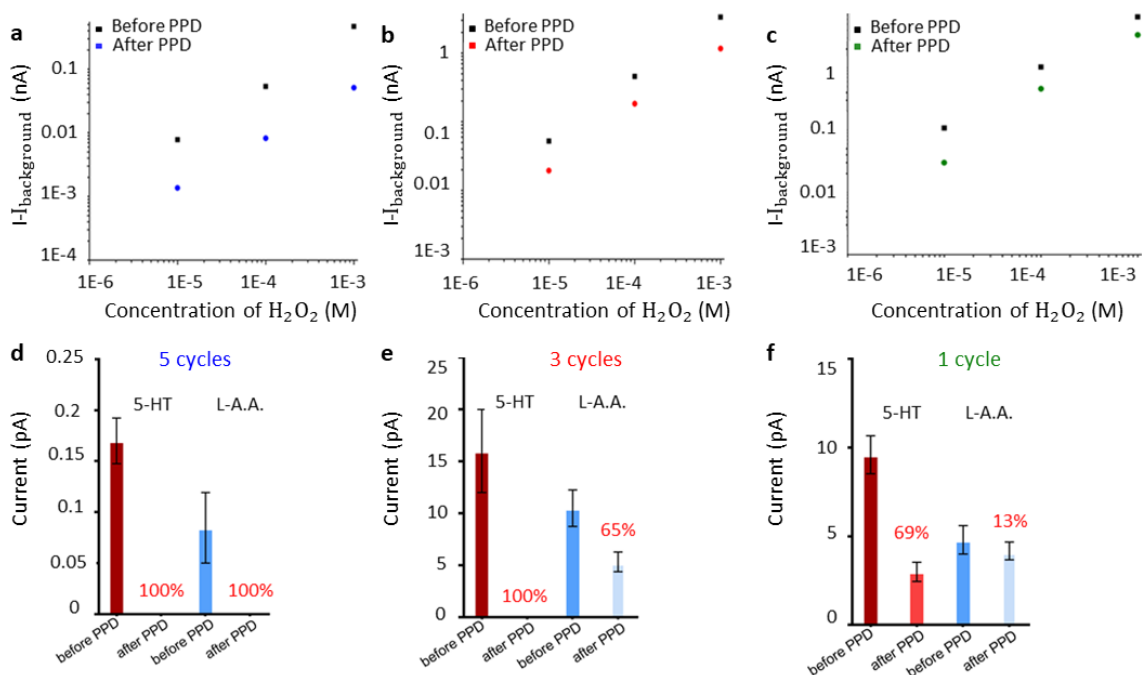 a
Before PPD
After PPD
I-I_background (nA)
0.1
0.01
1E-3
1E-4
1E-6
1E-5
1E-4
1E-3
Concentration of H₂O₂ (M)
b
Before PPD
After PPD
I-I_background (nA)
1
0.1
0.01
1E-3
1E-6
1E-5
1E-4
1E-3
Concentration of H₂O₂ (M)
c
Before PPD
After PPD
I-I_background (nA)
1
0.1
0.01
1E-3
1E-6
1E-5
1E-4
1E-3
Concentration of H₂O₂ (M)
d
5 cycles
Current (pA)
0.25
0.2
0.15
0.1
0.05
0
5-HT
L-A.A.
100%
100%
before PPD
after PPD
before PPD
after PPD
e
3 cycles
Current (pA)
25
20
15
10
5
0
5-HT
L-A.A.
65%
100%
before PPD
after PPD
before PPD
after PPD
f
1 cycle
Current (pA)
15
10
5
0
5-HT
L-A.A.
69%
13%
before PPD
after PPD
before PPD
after PPD